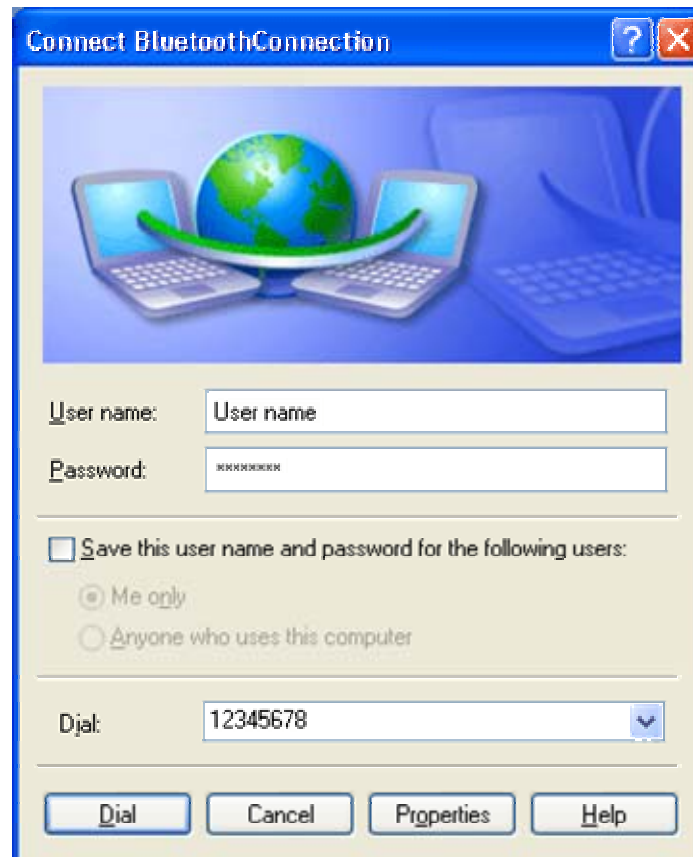 Connect BluetoothConnection
User name: User name
Password: ********
Save this user name and password for the following users:
Me only
Anyone who uses this computer
Dial: 12345678
Dial Cancel Properties Help